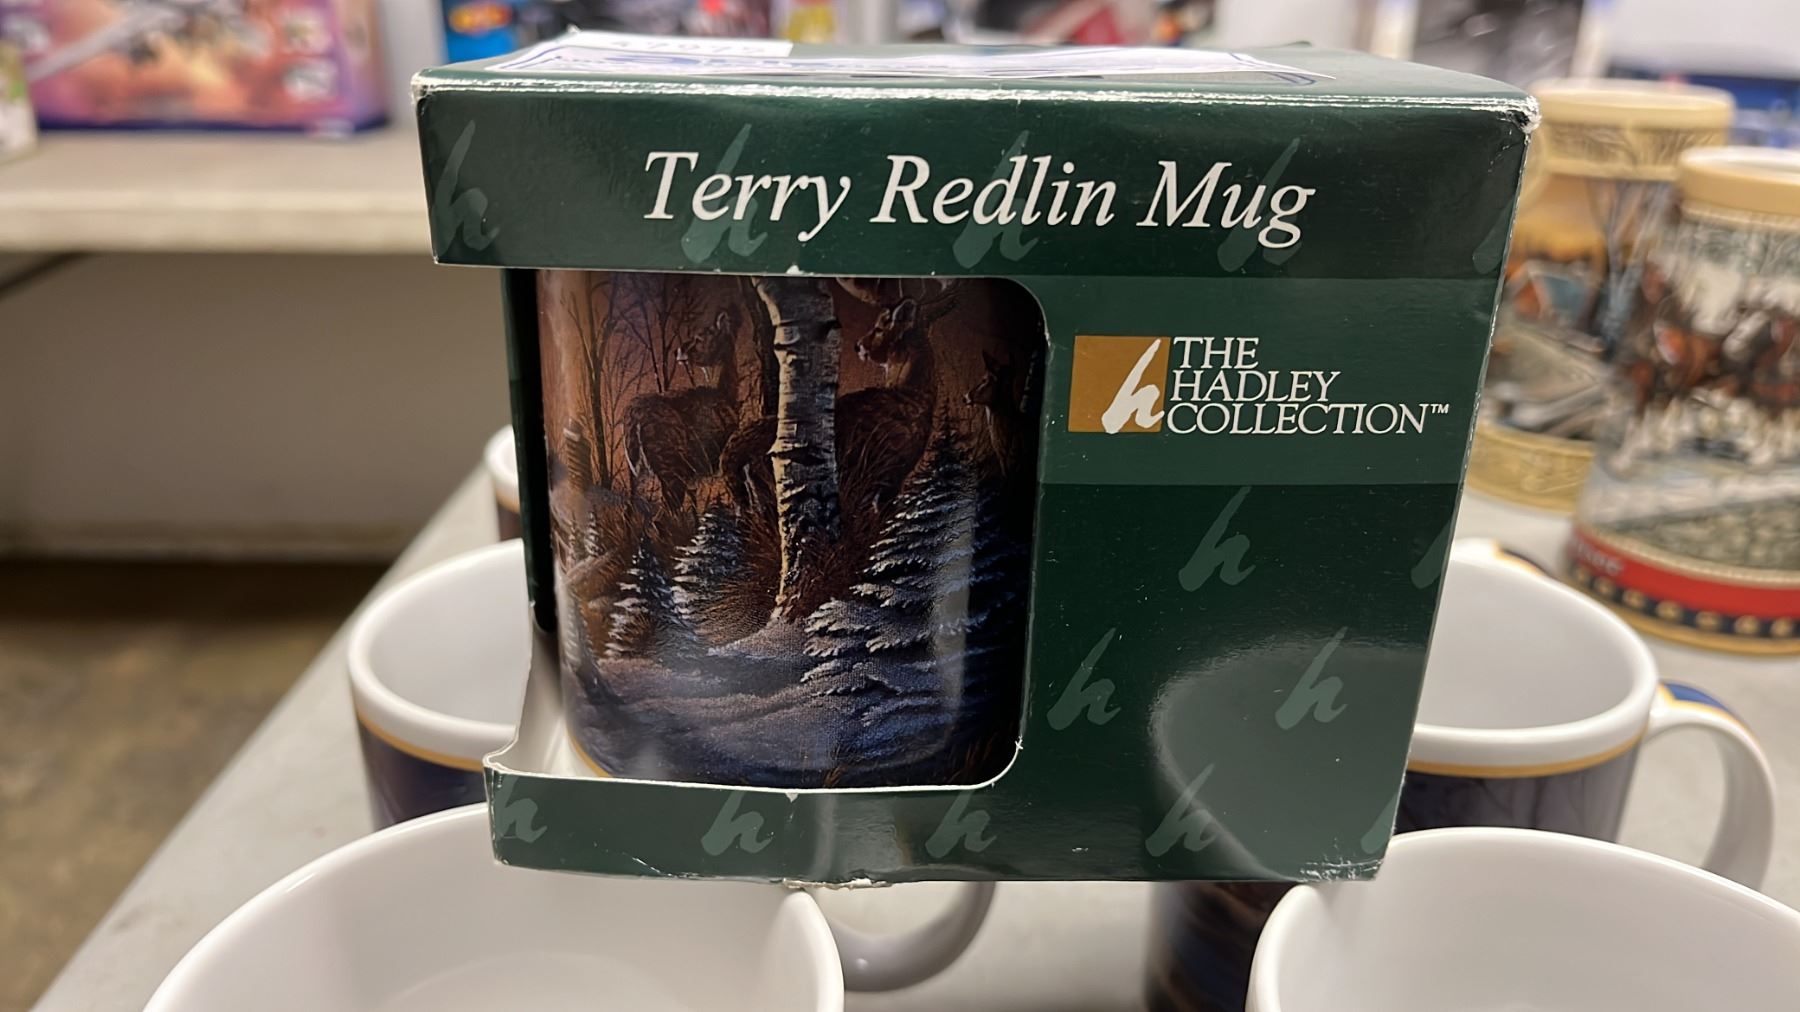 Terry Redlin Mug
h THE
HADLEY
COLLECTION™